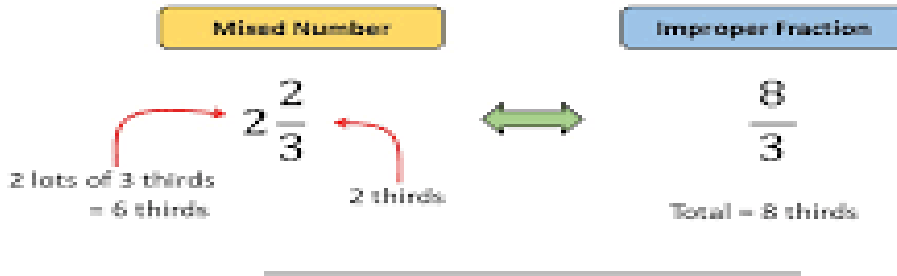 Mixed Number
Improper Fraction
2 2/3
8/3
2 lots of 3 thirds
= 6 thirds
2 thirds
Total = 8 thirds